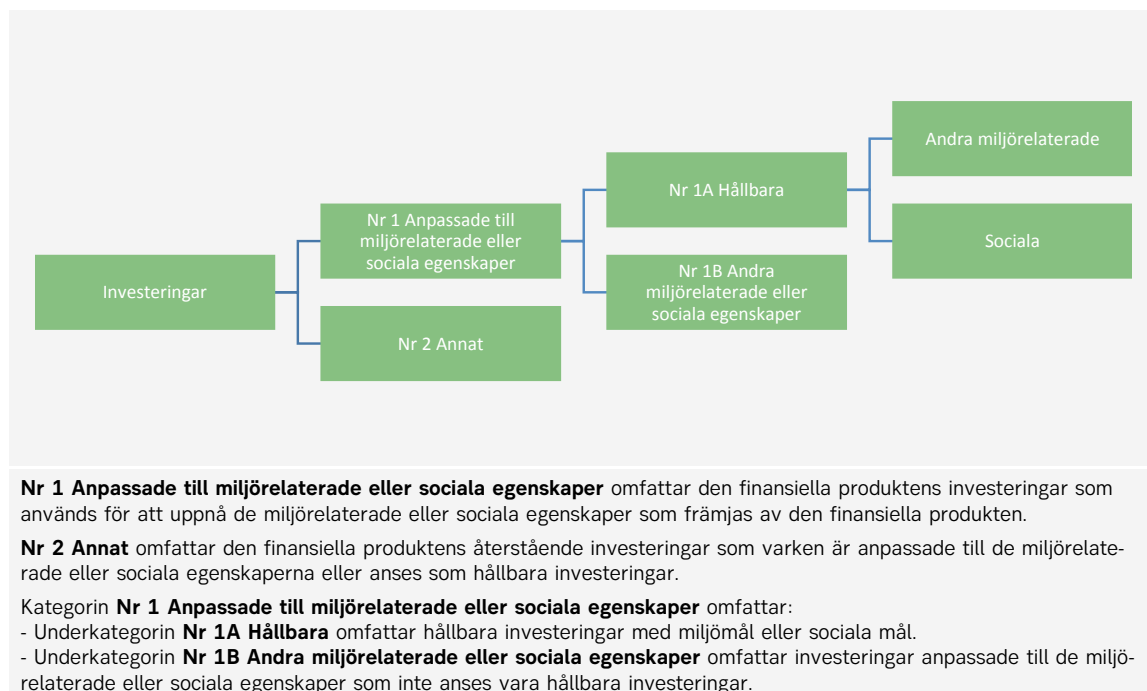 Andra miljörelaterade
Nr 1A Hållbara
Nr 1 Anpassade till
miljörelaterade eller
sociala egenskaper
Sociala
Investeringar
Nr 1B Andra
miljörelaterade eller
sociala egenskaper
Nr 2 Annat
Nr 1 Anpassade till miljörelaterade eller sociala egenskaper omfattar den finansiella produktens investeringar som
används för att uppnå de miljörelaterade eller sociala egenskaper som främjas av den finansiella produkten.
Nr 2 Annat omfattar den finansiella produktens återstående investeringar som varken är anpassade till de miljörelate-
rade eller sociala egenskaperna eller anses som hållbara investeringar.
Kategorin Nr 1 Anpassade till miljörelaterade eller sociala egenskaper omfattar:
- Underkategorin Nr 1A Hållbara omfattar hållbara investeringar med miljömål eller sociala mål.
- Underkategorin Nr 1B Andra miljörelaterade eller sociala egenskaper omfattar investeringar anpassade till de miljö-
relaterade eller sociala egenskaper som inte anses vara hållbara investeringar.